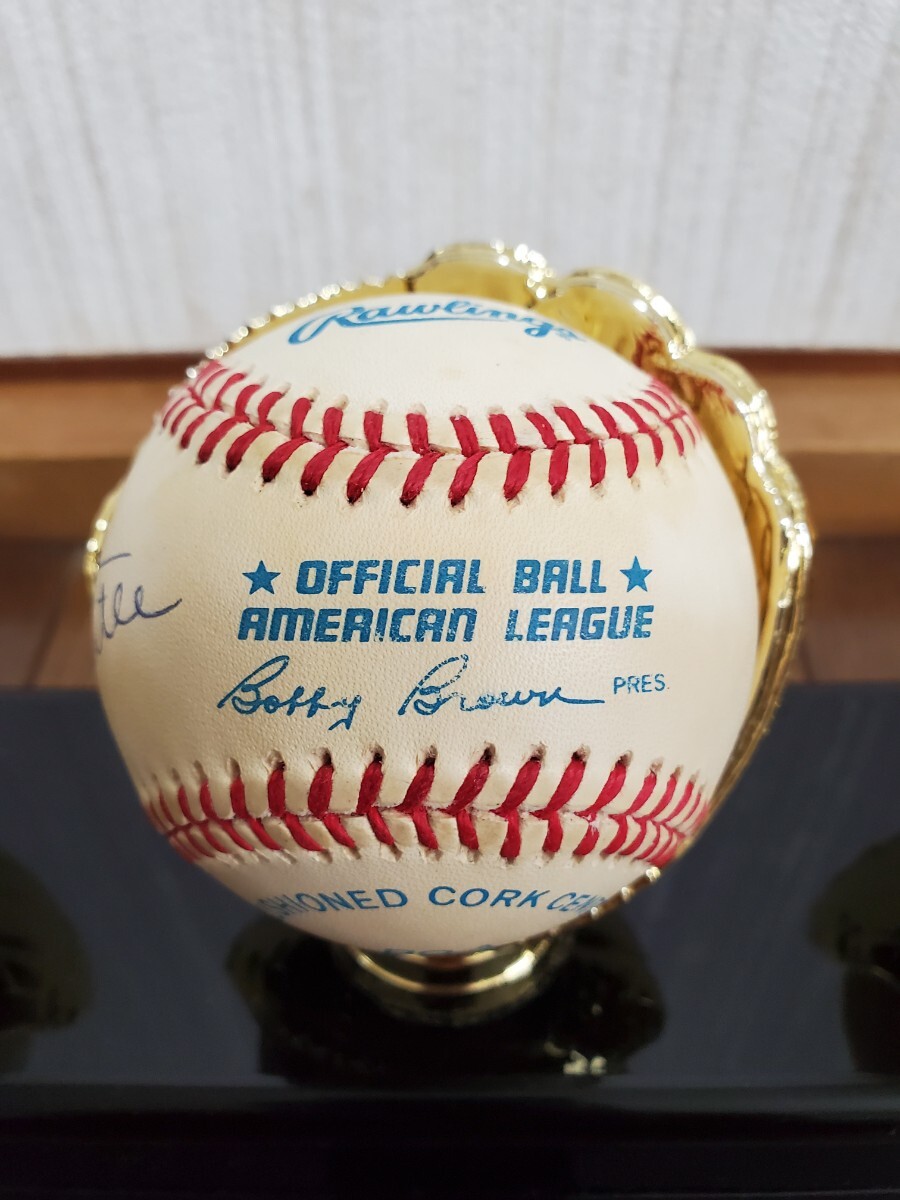 Rawlings
★ OFFICIAL BALL ★
AMERICAN LEAGUE
Bobby Brown PRES.
SHIONED CORK CEN